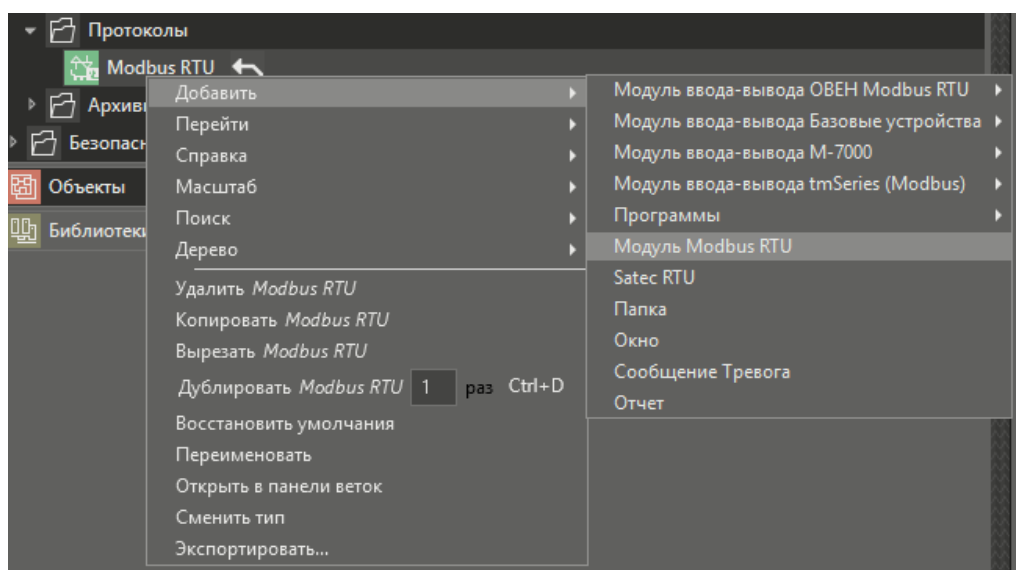 Протоколы
Modbus RTU
Архив
Безопасн
Объекты
Библиотеки
Добавить
Перейти
Справка
Масштаб
Поиск
Дерево
Удалить Modbus RTU
Копировать Modbus RTU
Вырезать Modbus RTU
Дублировать Modbus RTU 1 раз Ctrl+D
Восстановить умолчания
Переименовать
Открыть в панели веток
Сменить тип
Экспортировать...
Модуль ввода-вывода ОВЕН Modbus RTU
Модуль ввода-вывода Базовые устройства
Модуль ввода-вывода M-7000
Модуль ввода-вывода tmSeries (Modbus)
Программы
Модуль Modbus RTU
Satec RTU
Папка
Окно
Сообщение Тревога
Отчет